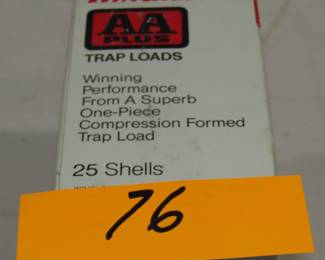 AA
PLUS
TRAP LOADS
Winning
Performance
From A Superb
One-Piece
Compression Formed
Trap Load
25 Shells
76